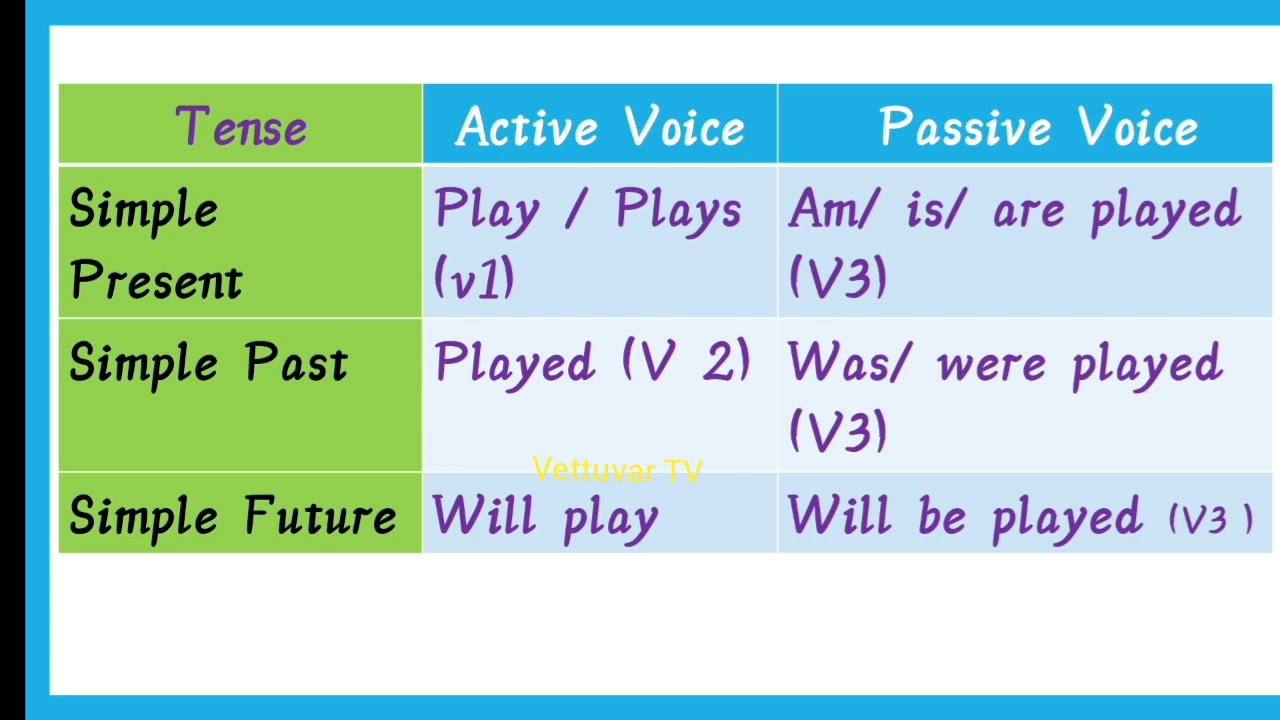 Tense Active Voice Passive Voice
Simple Present Play / Plays (v1) Am/ is/ are played (V3)
Simple Past Played (V 2) Was/ were played (V3)
Vettuvar TV
Simple Future Will play Will be played (V3 )